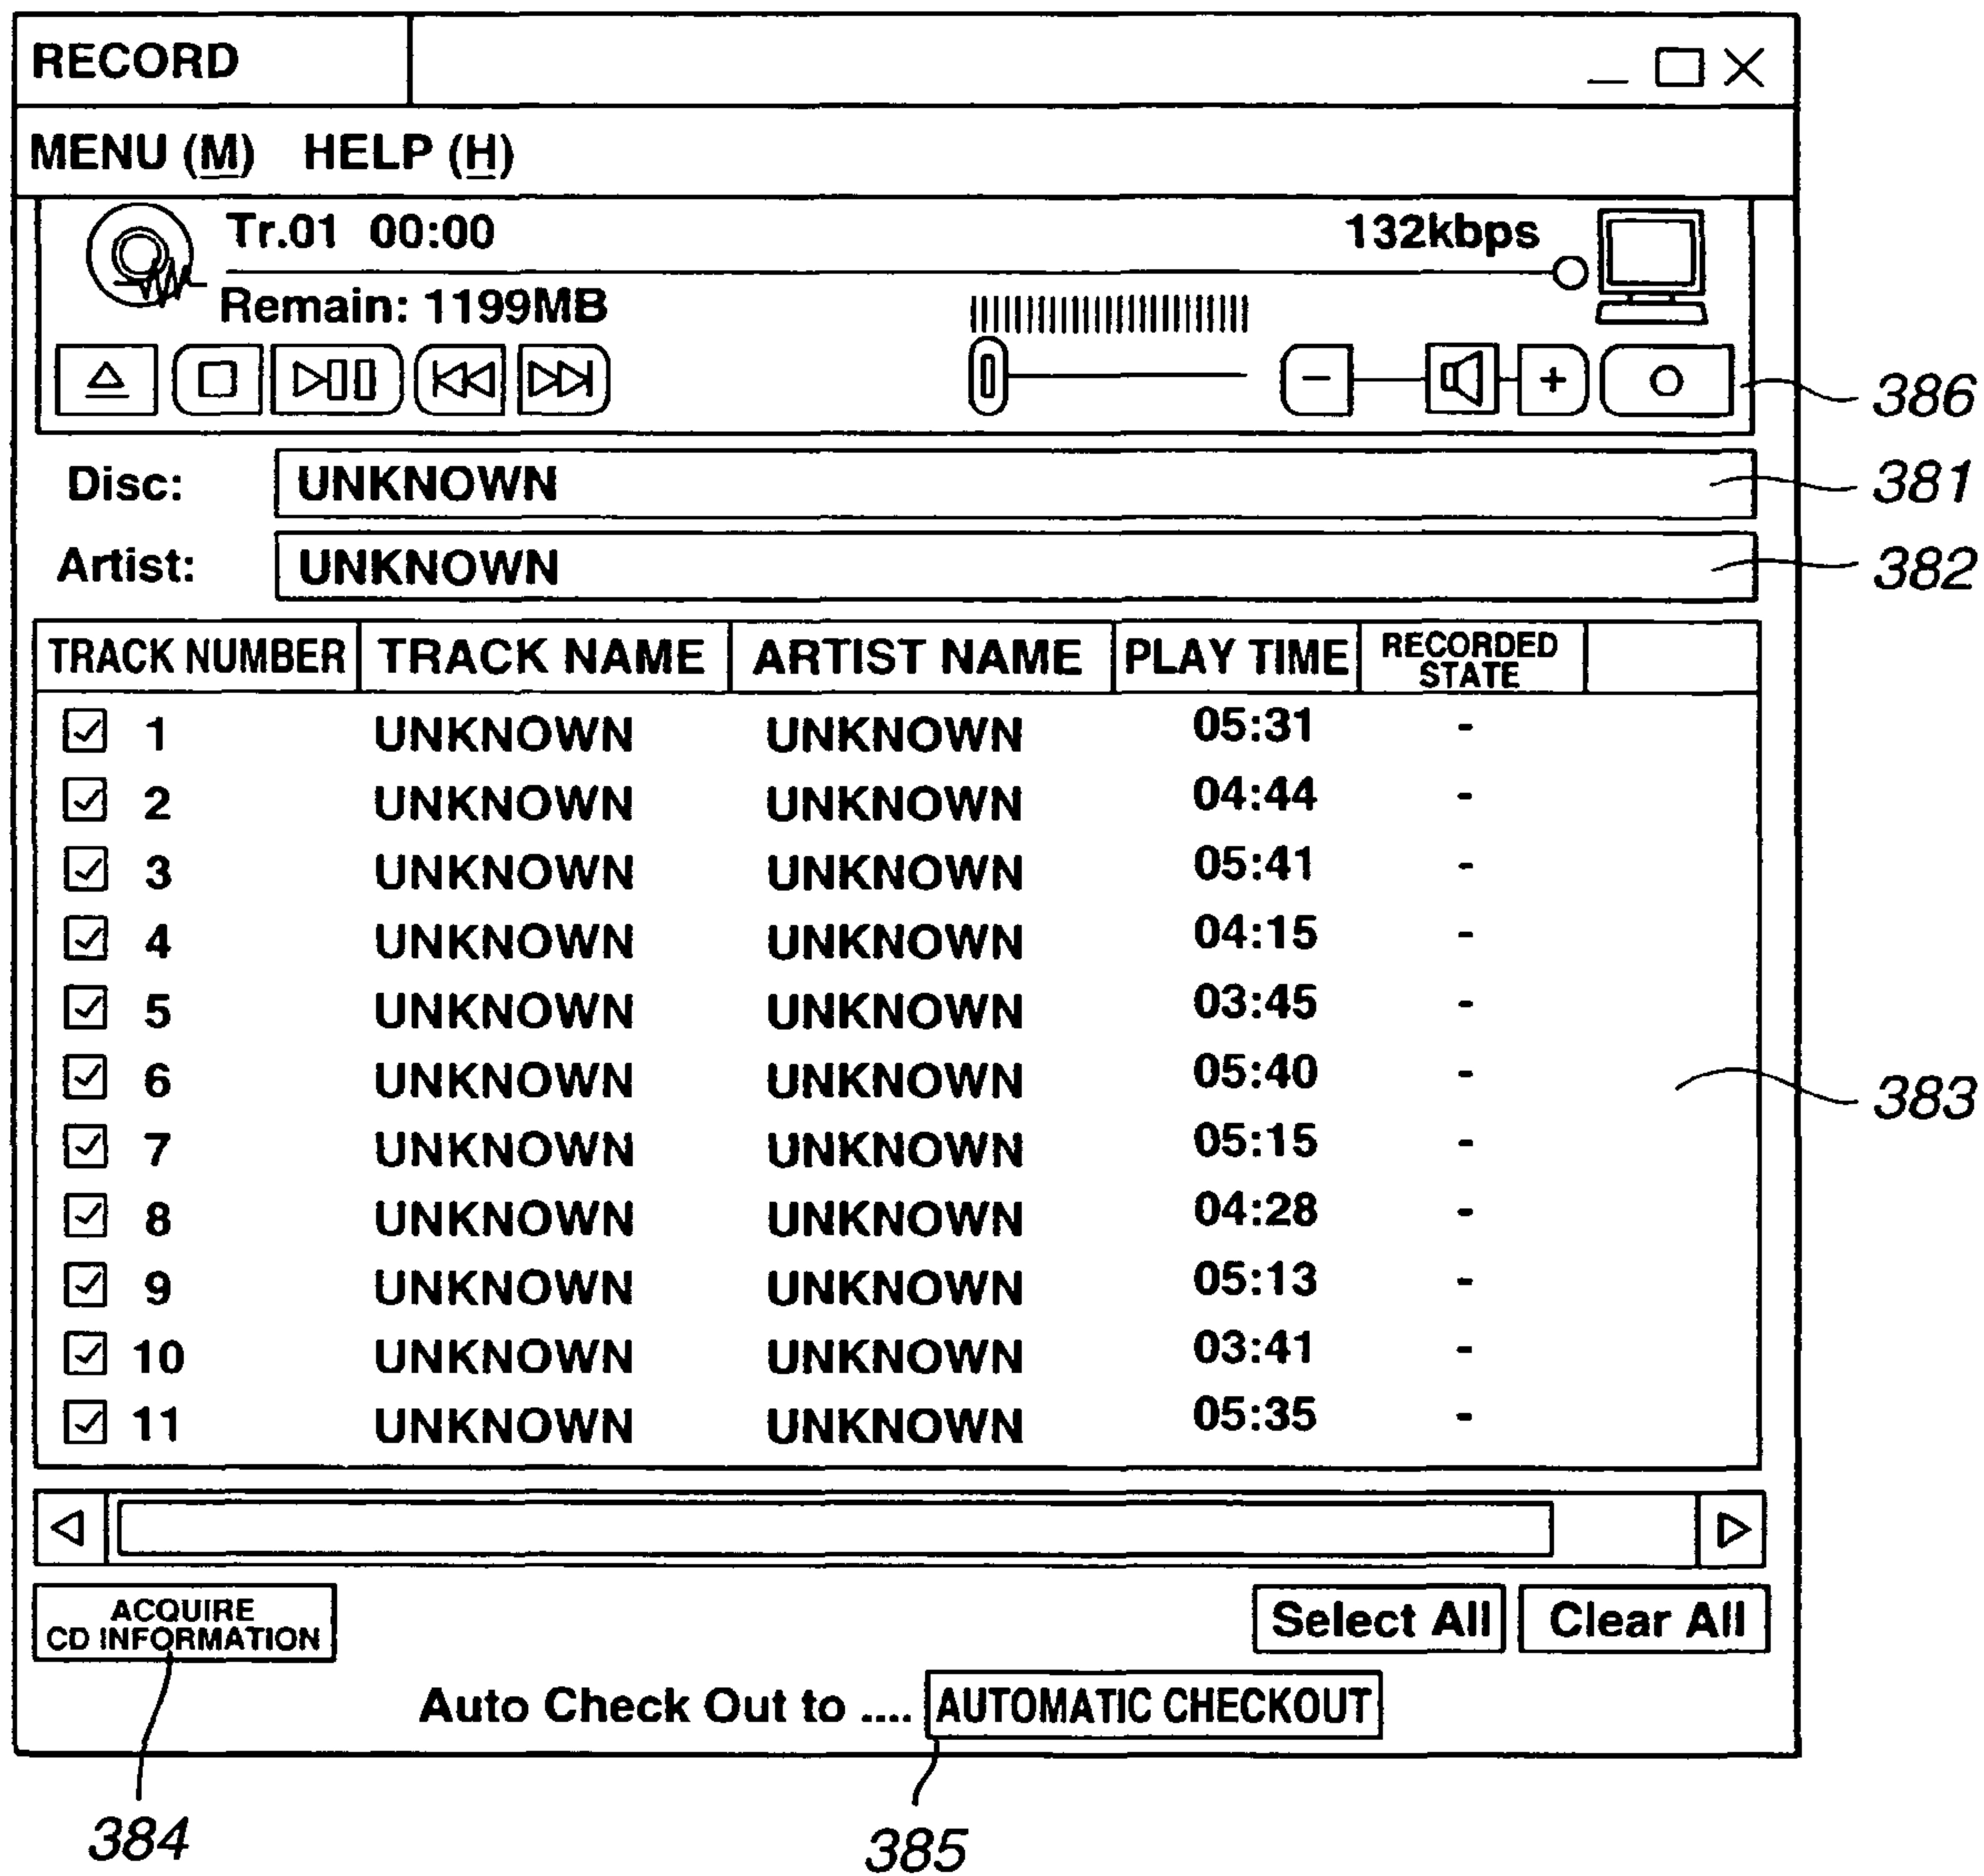 RECORD
MENU (M) HELP (H)
Tr.01 00:00 132kbps
Remain: 1199MB
- +
386
Disc: UNKNOWN
381
Artist: UNKNOWN
382
TRACK NUMBER TRACK NAME ARTIST NAME PLAY TIME RECORDED STATE
1 UNKNOWN UNKNOWN 05:31 -
2 UNKNOWN UNKNOWN 04:44 -
3 UNKNOWN UNKNOWN 05:41 -
4 UNKNOWN UNKNOWN 04:15 -
5 UNKNOWN UNKNOWN 03:45 -
6 UNKNOWN UNKNOWN 05:40 -
383
7 UNKNOWN UNKNOWN 05:15 -
8 UNKNOWN UNKNOWN 04:28 -
9 UNKNOWN UNKNOWN 05:13 -
10 UNKNOWN UNKNOWN 03:41 -
11 UNKNOWN UNKNOWN 05:35 -
ACQUIRE
CD INFORMATION
Select All Clear All
Auto Check Out to .... AUTOMATIC CHECKOUT
384 385